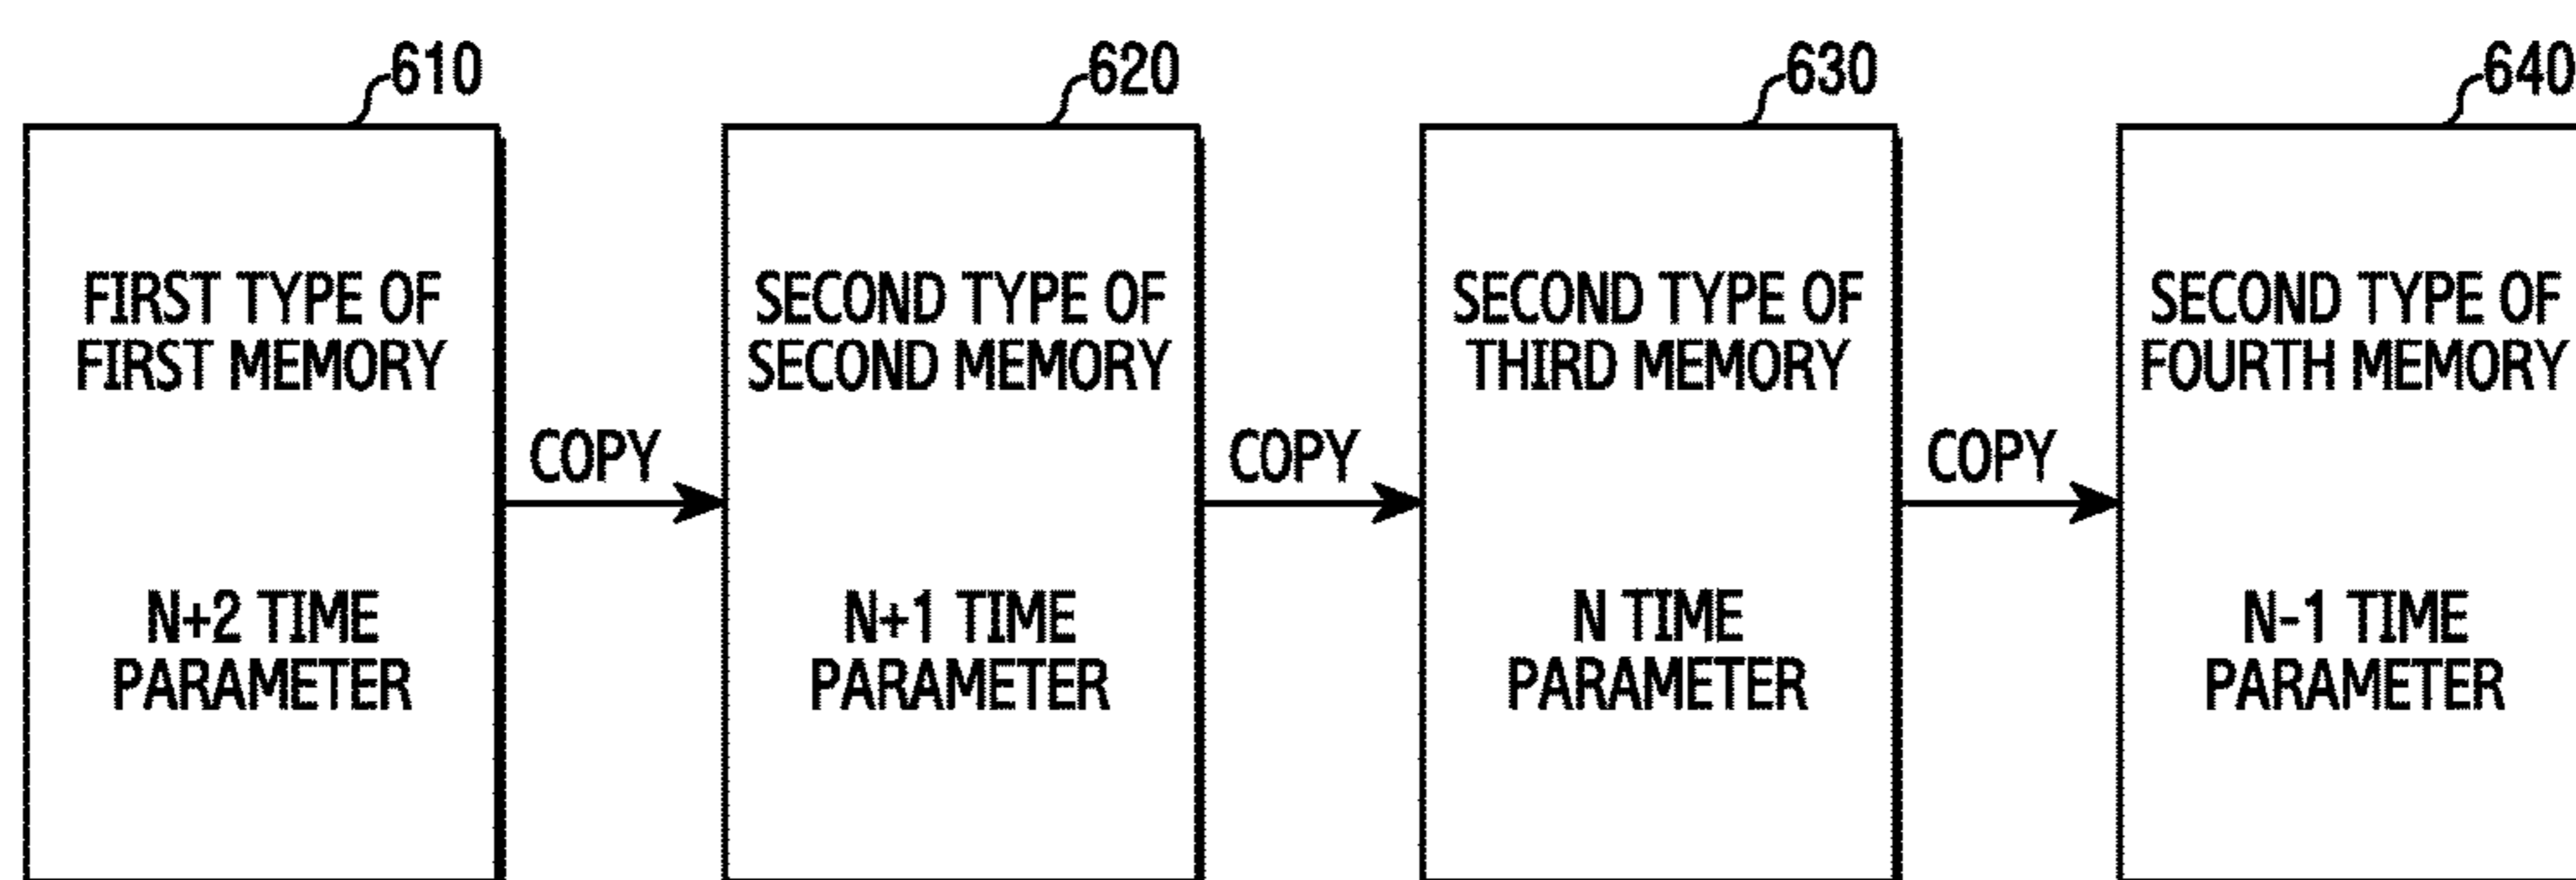 610
620
630
640
FIRST TYPE OF
FIRST MEMORY
N+2 TIME
PARAMETER
COPY
SECOND TYPE OF
SECOND MEMORY
N+1 TIME
PARAMETER
COPY
SECOND TYPE OF
THIRD MEMORY
N TIME
PARAMETER
COPY
SECOND TYPE OF
FOURTH MEMORY
N-1 TIME
PARAMETER